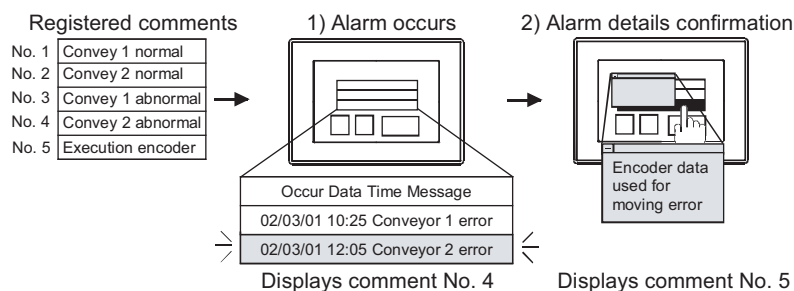 Registered comments
No. 1 Convey 1 normal
No. 2 Convey 2 normal
No. 3 Convey 1 abnormal
No. 4 Convey 2 abnormal
No. 5 Execution encoder
1) Alarm occurs
Occur Data Time Message
02/03/01 10:25 Conveyor 1 error
02/03/01 12:05 Conveyor 2 error
Displays comment No. 4
2) Alarm details confirmation
Encoder data
used for
moving error
Displays comment No. 5